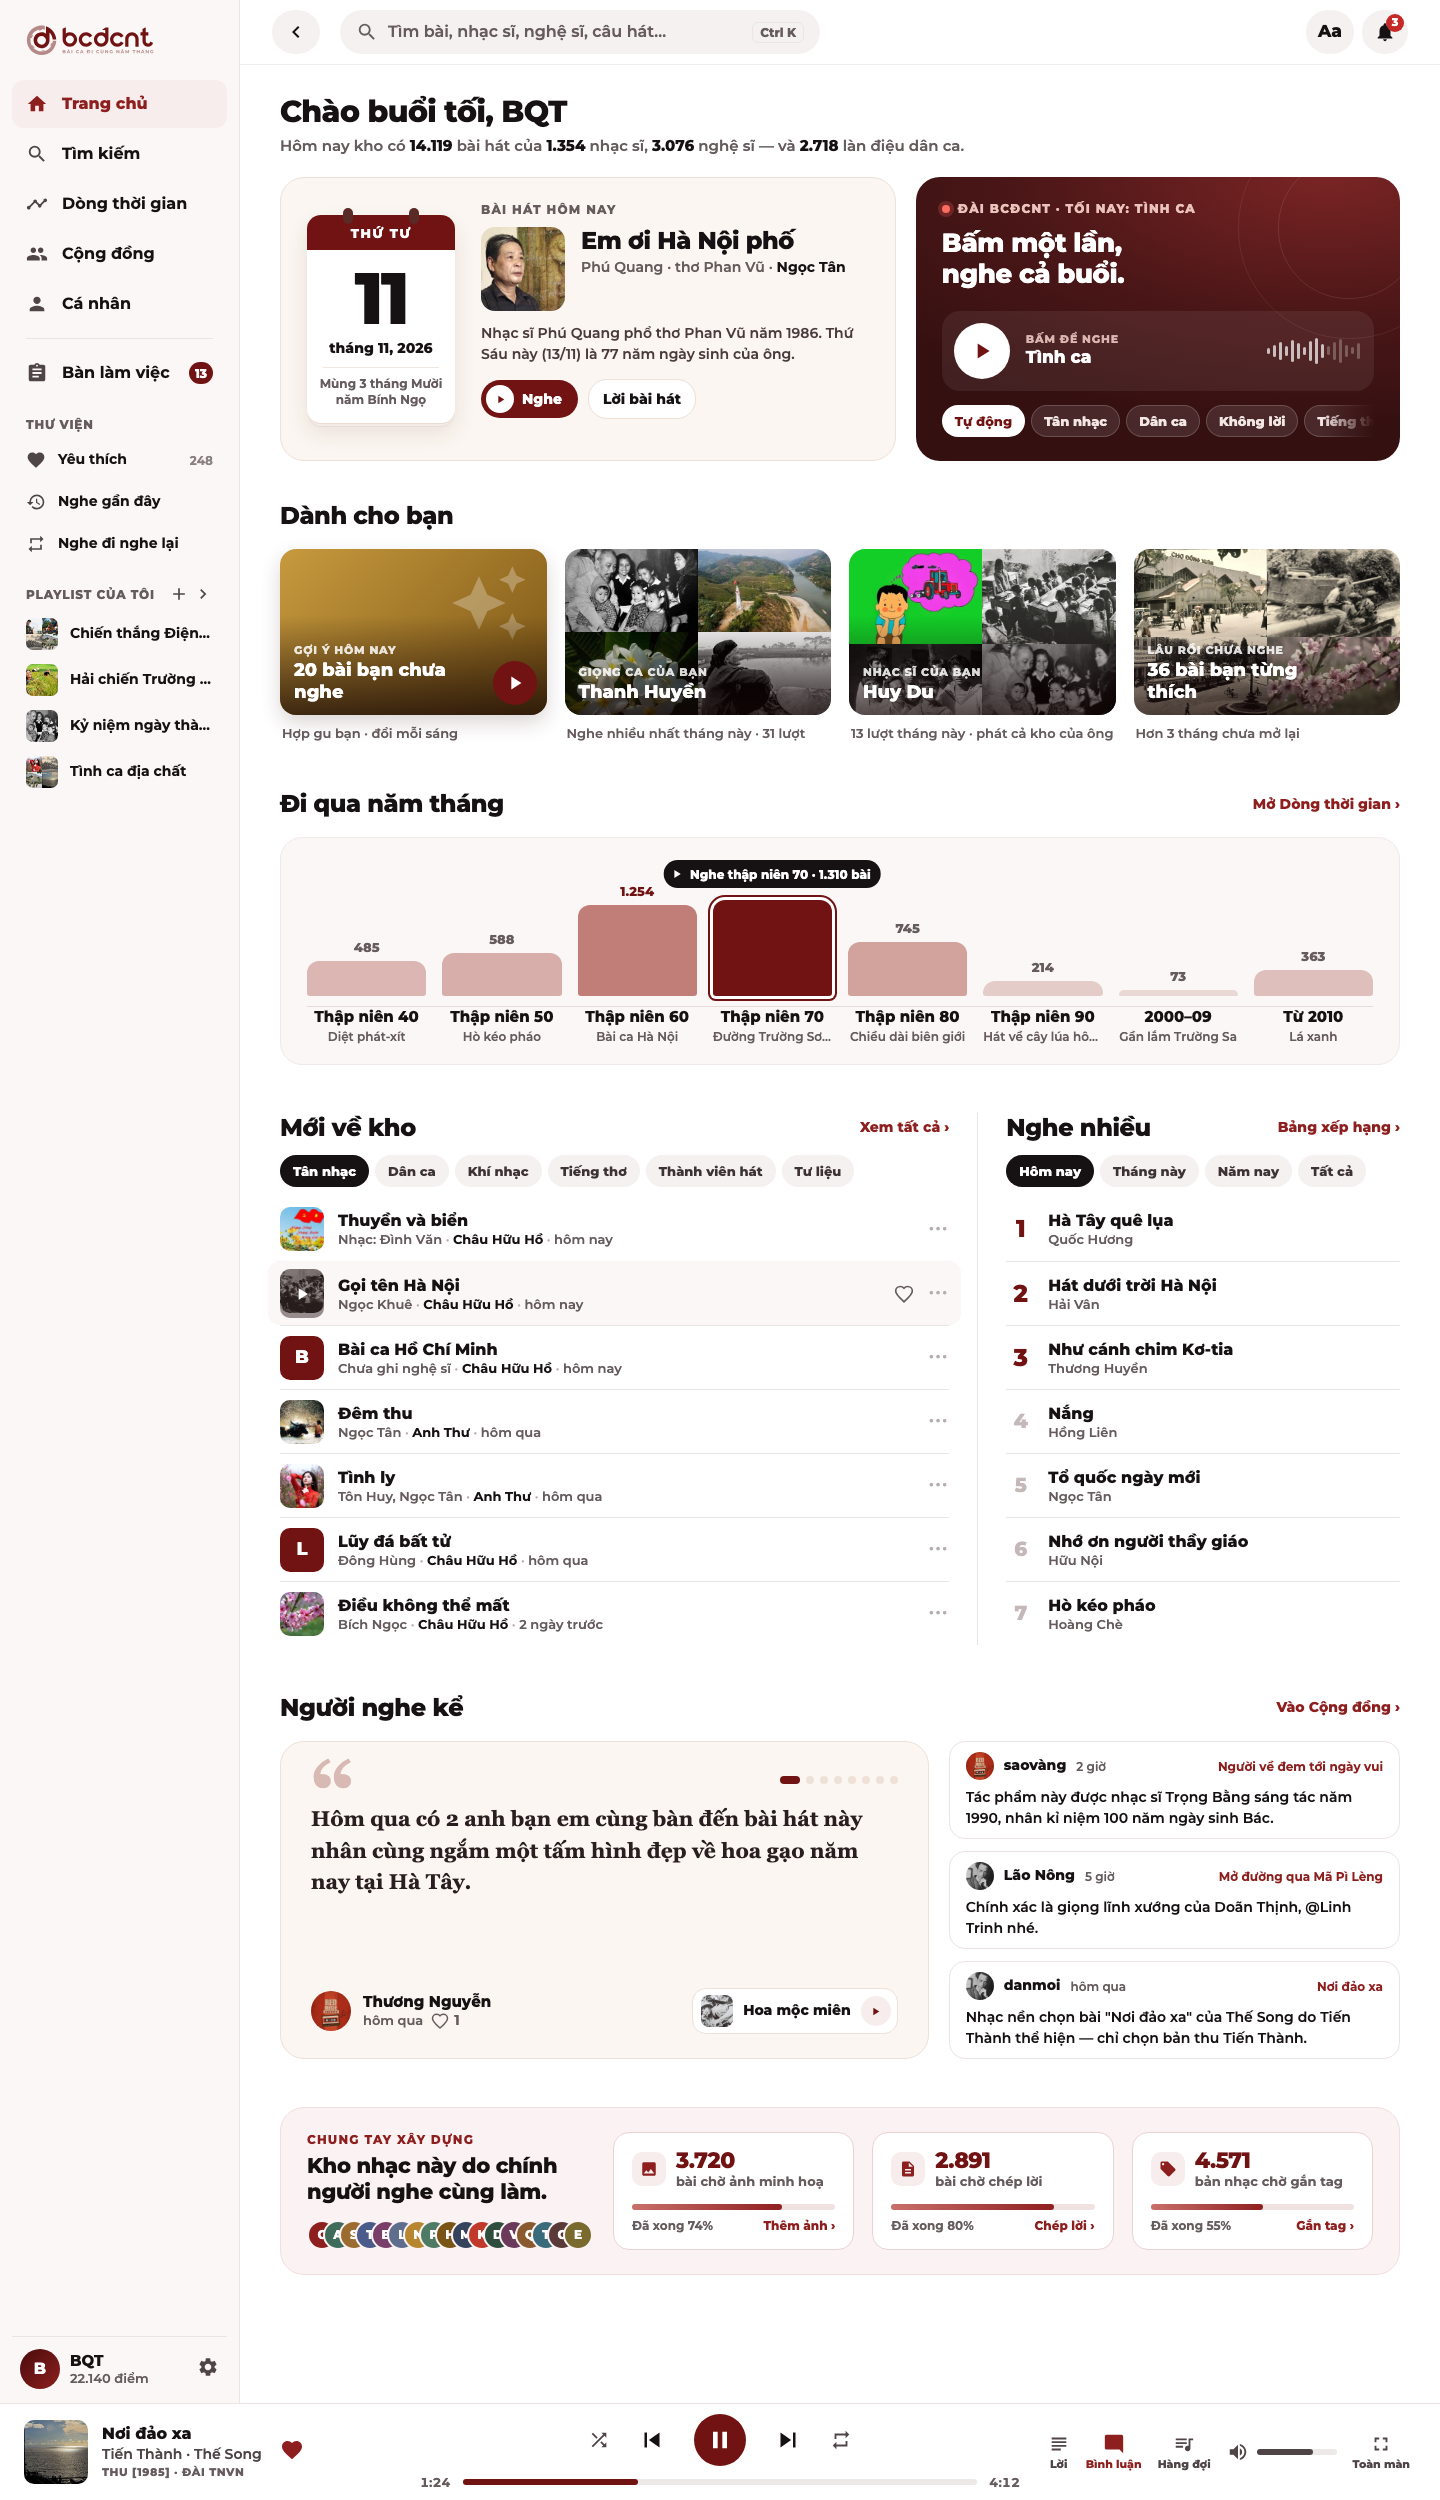 bcdcnt
BÀI CA ĐI CÙNG NĂM THÁNG
Trang chủ
Tìm kiếm
Dòng thời gian
Cộng đồng
Cá nhân
Bàn làm việc 13
THƯ VIỆN
Yêu thích 248
Nghe gần đây
Nghe đi nghe lại
PLAYLIST CỦA TÔI
Chiến thắng Điện...
Hải chiến Trường ...
Kỷ niệm ngày thà...
Tình ca địa chất
B
BQT
22.140 điểm
Tìm bài, nhạc sĩ, nghệ sĩ, câu hát...
Ctrl K
Aa
3
Chào buổi tối, BQT
Hôm nay kho có 14.119 bài hát của 1.354 nhạc sĩ, 3.076 nghệ sĩ — và 2.718 làn điệu dân ca.
THỨ TƯ
11
tháng 11, 2026
Mùng 3 tháng Mười
năm Bính Ngọ
BÀI HÁT HÔM NAY
Em ơi Hà Nội phố
Phú Quang · thơ Phan Vũ · Ngọc Tân
Nhạc sĩ Phú Quang phổ thơ Phan Vũ năm 1986. Thứ
Sáu này (13/11) là 77 năm ngày sinh của ông.
Nghe
Lời bài hát
ĐÀI BCĐCNT · TỐI NAY: TÌNH CA
Bấm một lần,
nghe cả buổi.
BẤM ĐỂ NGHE
Tình ca
Tự động
Tân nhạc
Dân ca
Không lời
Tiếng th
Dành cho bạn
GỢI Ý HÔM NAY
20 bài bạn chưa
nghe
Hợp gu bạn · đổi mỗi sáng
GIỌNG CA CỦA BẠN
Thanh Huyền
Nghe nhiều nhất tháng này · 31 lượt
NHẠC SĨ CỦA BẠN
Huy Du
13 lượt tháng này · phát cả kho của ông
CHỢ ĐỒNG XUÂN
LÂU RỒI CHƯA NGHE
36 bài bạn từng
thích
Hơn 3 tháng chưa mở lại
Đi qua năm tháng
Mở Dòng thời gian ›
Nghe thập niên 70 · 1.310 bài
485
588
1.254
745
214
73
363
Thập niên 40
Diệt phát-xít
Thập niên 50
Hò kéo pháo
Thập niên 60
Bài ca Hà Nội
Thập niên 70
Đường Trường Sơ...
Thập niên 80
Chiều dài biên giới
Thập niên 90
Hát về cây lúa hô...
2000–09
Gần lắm Trường Sa
Từ 2010
Lá xanh
Mới về kho
Xem tất cả ›
Tân nhạc
Dân ca
Khí nhạc
Tiếng thơ
Thành viên hát
Tư liệu
Thuyền và biển
Nhạc: Đình Văn · Châu Hữu Hồ · hôm nay
Gọi tên Hà Nội
Ngọc Khuê · Châu Hữu Hồ · hôm nay
B
Bài ca Hồ Chí Minh
Chưa ghi nghệ sĩ · Châu Hữu Hồ · hôm nay
Đêm thu
Ngọc Tân · Anh Thư · hôm qua
Tình ly
Tôn Huy, Ngọc Tân · Anh Thư · hôm qua
L
Lũy đá bất tử
Đông Hùng · Châu Hữu Hồ · hôm qua
Điều không thể mất
Bích Ngọc · Châu Hữu Hồ · 2 ngày trước
Nghe nhiều
Bảng xếp hạng ›
Hôm nay
Tháng này
Năm nay
Tất cả
1
Hà Tây quê lụa
Quốc Hương
2
Hát dưới trời Hà Nội
Hải Vân
3
Như cánh chim Kơ-tia
Thương Huyền
4
Nắng
Hồng Liên
5
Tổ quốc ngày mới
Ngọc Tân
6
Nhớ ơn người thầy giáo
Hữu Nội
7
Hò kéo pháo
Hoàng Chè
Người nghe kể
Vào Cộng đồng ›
“
Hôm qua có 2 anh bạn em cùng bàn đến bài hát này
nhân cùng ngắm một tấm hình đẹp về hoa gạo năm
nay tại Hà Tây.
Thương Nguyễn
hôm qua 1
Hoa mộc miên
saovàng 2 giờ
Người về đem tới ngày vui
Tác phẩm này được nhạc sĩ Trọng Bằng sáng tác năm
1990, nhân kỉ niệm 100 năm ngày sinh Bác.
Lão Nông 5 giờ
Mở đường qua Mã Pì Lèng
Chính xác là giọng lĩnh xướng của Doãn Thịnh, @Linh
Trinh nhé.
danmoi hôm qua
Nơi đảo xa
Nhạc nền chọn bài "Nơi đảo xa" của Thế Song do Tiến
Thành thể hiện — chỉ chọn bản thu Tiến Thành.
CHUNG TAY XÂY DỰNG
Kho nhạc này do chính
người nghe cùng làm.
E
3.720
bài chờ ảnh minh hoạ
Đã xong 74%
Thêm ảnh ›
2.891
bài chờ chép lời
Đã xong 80%
Chép lời ›
4.571
bản nhạc chờ gắn tag
Đã xong 55%
Gắn tag ›
Nơi đảo xa
Tiến Thành · Thế Song
THU [1985] · ĐÀI TNVN
1:24
4:12
Lời
Bình luận
Hàng đợi
Toàn màn